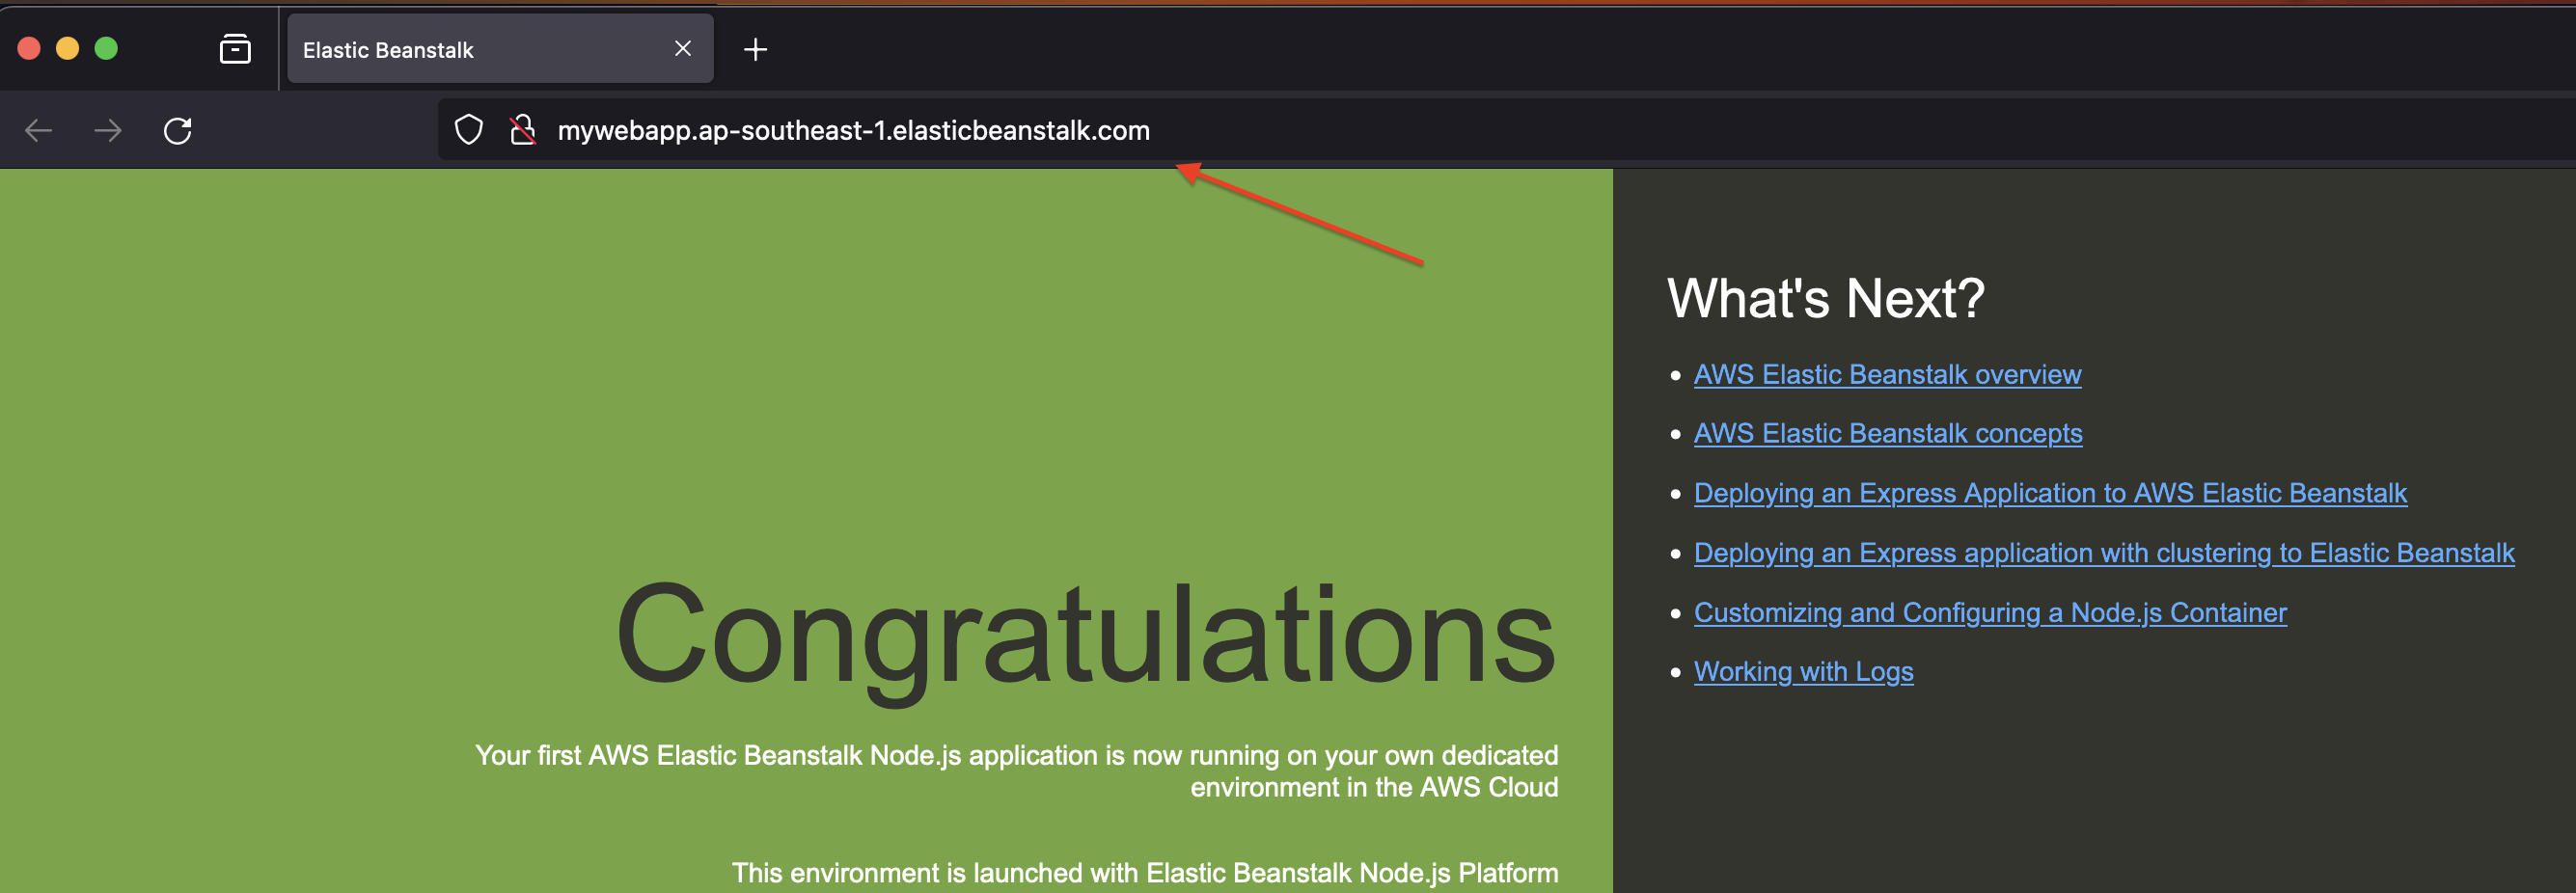 Elastic Beanstalk
mywebapp.ap-southeast-1.elasticbeanstalk.com
Congratulations
Your first AWS Elastic Beanstalk Node.js application is now running on your own dedicated
environment in the AWS Cloud
This environment is launched with Elastic Beanstalk Node.js Platform
What's Next?
AWS Elastic Beanstalk overview
AWS Elastic Beanstalk concepts
Deploying an Express Application to AWS Elastic Beanstalk
Deploying an Express application with clustering to Elastic Beanstalk
Customizing and Configuring a Node.js Container
Working with Logs